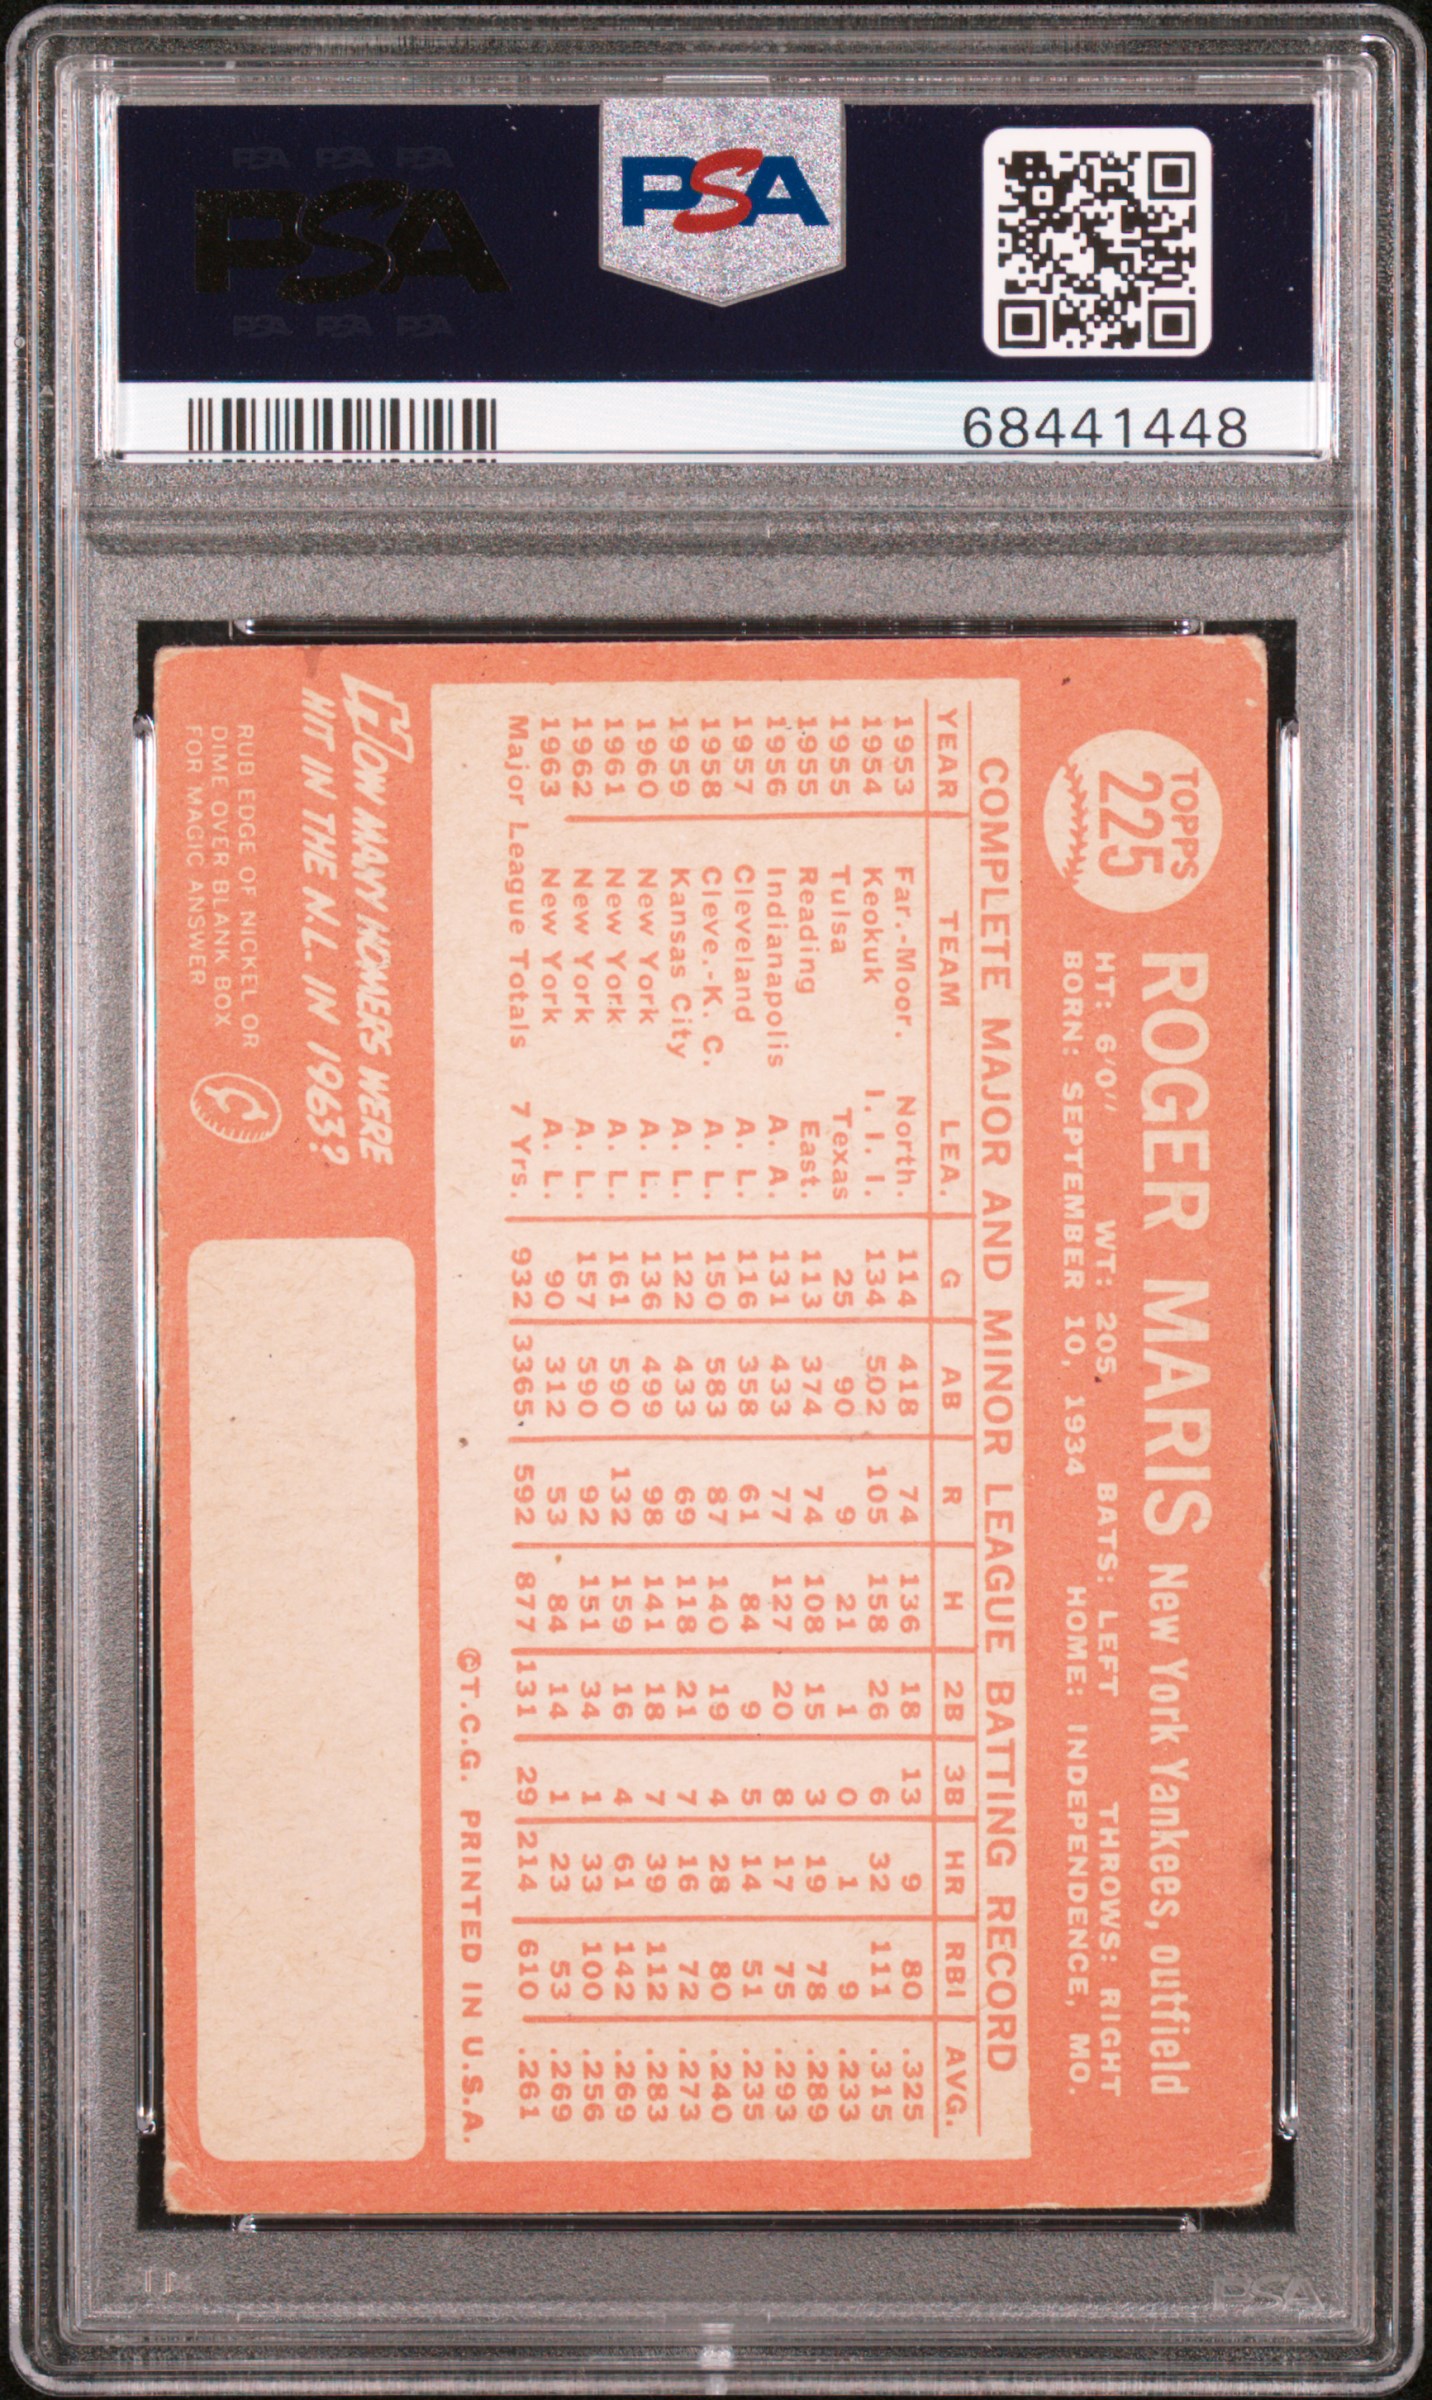 PSA PSA PSA
PSA
PSA PSA PSA
PSA
68441448
TOPPS
225
ROGER MARIS New York Yankees, outfield
HT: 6'0" WT: 205 BATS: LEFT THROWS: RIGHT
BORN: SEPTEMBER 10, 1934 HOME: INDEPENDENCE, MO.
COMPLETE MAJOR AND MINOR LEAGUE BATTING RECORD
YEAR TEAM LEA. G AB R H 2B 3B HR RBI AVG.
1953 Far.-Moor. North. 114 418 74 136 18 13 9 80 .325
1954 Keokuk I. I. I. 134 502 105 158 26 6 32 111 .315
1955 Tulsa Texas 25 90 9 21 1 0 1 9 .233
1955 Reading East. 113 374 74 108 15 3 19 78 .289
1956 Indianapolis A. A. 131 433 77 127 20 8 17 75 .293
1957 Cleveland A. L. 116 358 61 84 9 5 14 51 .235
1958 Cleve.-K. C. A. L. 150 583 87 140 19 4 28 80 .240
1959 Kansas City A. L. 122 433 69 118 21 7 16 72 .273
1960 New York A. L. 136 499 98 141 18 7 39 112 .283
1961 New York A. L. 161 590 132 159 16 4 61 142 .269
1962 New York A. L. 157 590 92 151 34 1 33 100 .256
1963 New York A. L. 90 312 53 84 14 1 23 53 .269
Major League Totals 7 Yrs. 932 3365 592 877 131 29 214 610 .261
©T.C.G. PRINTED IN U.S.A.
HOW MANY HOMERS WERE
HIT IN THE N.L. IN 1963?
RUB EDGE OF NICKEL OR
DIME OVER BLANK BOX
FOR MAGIC ANSWER
PSA